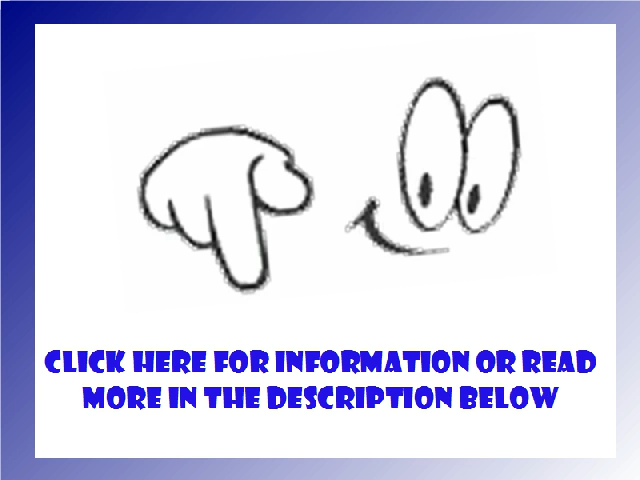 CLICK HERE FOR INFORMATION OR READ
MORE IN THE DESCRIPTION BELOW